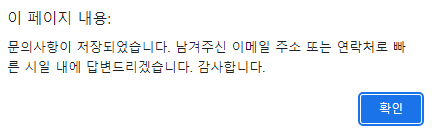 이 페이지 내용:
문의사항이 저장되었습니다. 남겨주신 이메일 주소 또는 연락처로 빠
른 시일 내에 답변드리겠습니다. 감사합니다.
확인